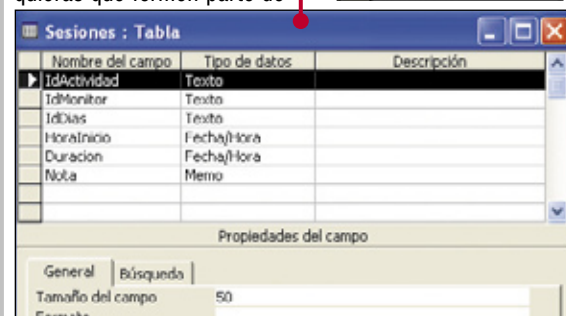 quieras que formen parte de
Sesiones : Tabla
Nombre del campo Tipo de datos Descripción
IdActividad Texto
IdMonitor Texto
IdDias Texto
HoraInicio Fecha/Hora
Duracion Fecha/Hora
Nota Memo
Propiedades del campo
General Búsqueda
Tamaño del campo 50
Formato